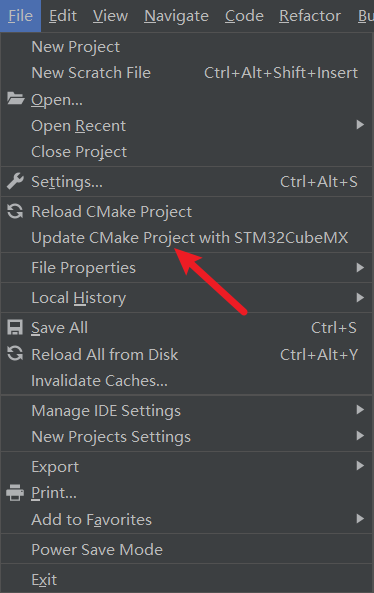 File Edit View Navigate Code Refactor Bu
New Project
New Scratch File Ctrl+Alt+Shift+Insert
Open...
Open Recent
Close Project
Settings... Ctrl+Alt+S
Reload CMake Project
Update CMake Project with STM32CubeMX
File Properties
Local History
Save All Ctrl+S
Reload All from Disk Ctrl+Alt+Y
Invalidate Caches...
Manage IDE Settings
New Projects Settings
Export
Print...
Add to Favorites
Power Save Mode
Exit